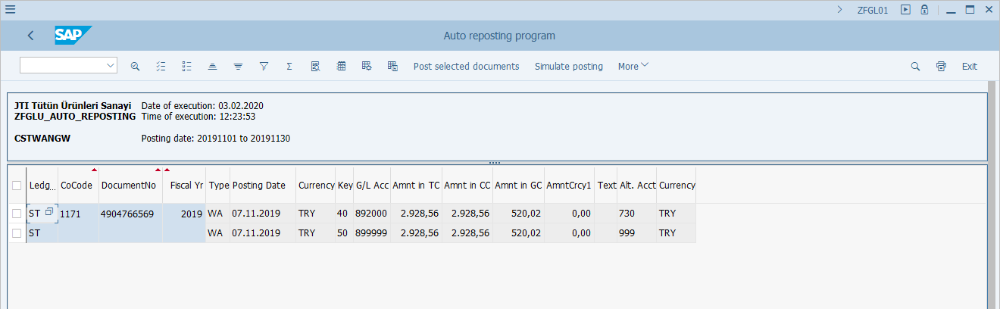 ZFGL01
SAP
Auto reposting program
Post selected documents Simulate posting More Exit
JTI Tütün Ürünleri Sanayi Date of execution: 03.02.2020
ZFGLU_AUTO_REPOSTING Time of execution: 12:23:53
CSTWANGW Posting date: 20191101 to 20191130
Ledg... CoCode DocumentNo Fiscal Yr Type Posting Date Currency Key G/L Acc Amnt in TC Amnt in CC Amnt in GC AmntCrcy1 Text Alt. Acct Currency
ST 1171 4904766569 2019 WA 07.11.2019 TRY 40 892000 2.928,56 2.928,56 520,02 0,00 730 TRY
ST WA 07.11.2019 TRY 50 899999 2.928,56 2.928,56 520,02 0,00 999 TRY